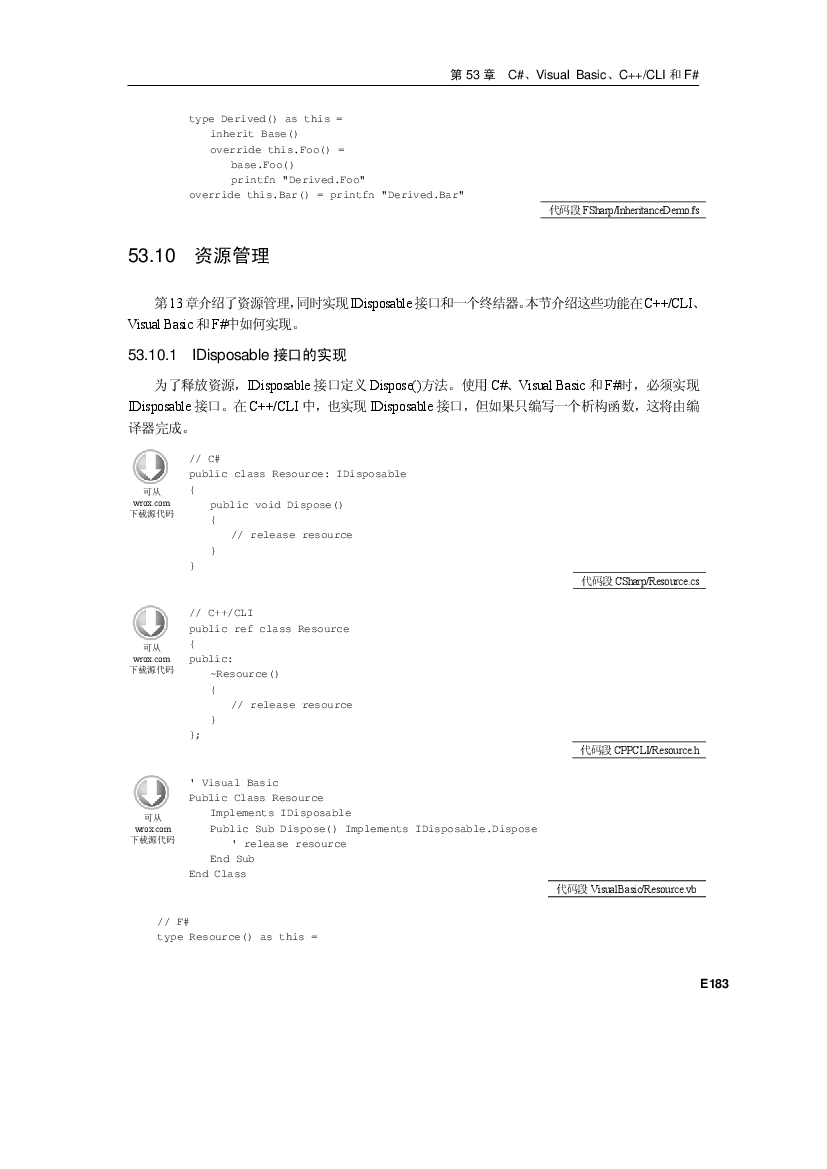 第 53 章 C#、Visual Basic、C++/CLI 和 F#
type Derived() as this =
inherit Base()
override this.Foo() =
base.Foo()
printfn "Derived.Foo"
override this.Bar() = printfn "Derived.Bar"
代码段 FSharp/InheritanceDemo.fs
53.10 资源管理
第 13 章介绍了资源管理，同时实现 IDisposable 接口和一个终结器。本节介绍这些功能在 C++/CLI、
Visual Basic 和 F#中如何实现。
53.10.1 IDisposable 接口的实现
为了释放资源，IDisposable 接口定义 Dispose()方法。使用 C#、Visual Basic 和 F#时，必须实现
IDisposable 接口。在 C++/CLI 中，也实现 IDisposable 接口，但如果只编写一个析构函数，这将由编
译器完成。
可从
wrox.com
下载源代码
// C#
public class Resource: IDisposable
{
public void Dispose()
{
// release resource
}
}
代码段 CSharp/Resource.cs
可从
wrox.com
下载源代码
// C++/CLI
public ref class Resource
{
public:
~Resource()
{
// release resource
}
};
代码段 CPPCLI/Resource.h
可从
wrox.com
下载源代码
' Visual Basic
Public Class Resource
Implements IDisposable
Public Sub Dispose() Implements IDisposable.Dispose
' release resource
End Sub
End Class
代码段 VisualBasic/Resource.vb
// F#
type Resource() as this =
E183